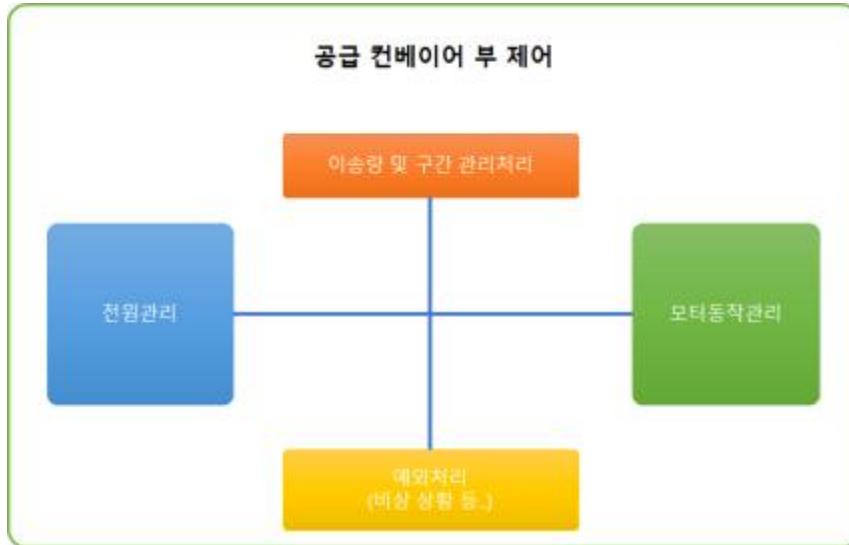 공급 컨베이어 부 제어
이송량 및 구간 관리처리
전원관리
모터동작관리
예외처리
(비상 상황 등..)